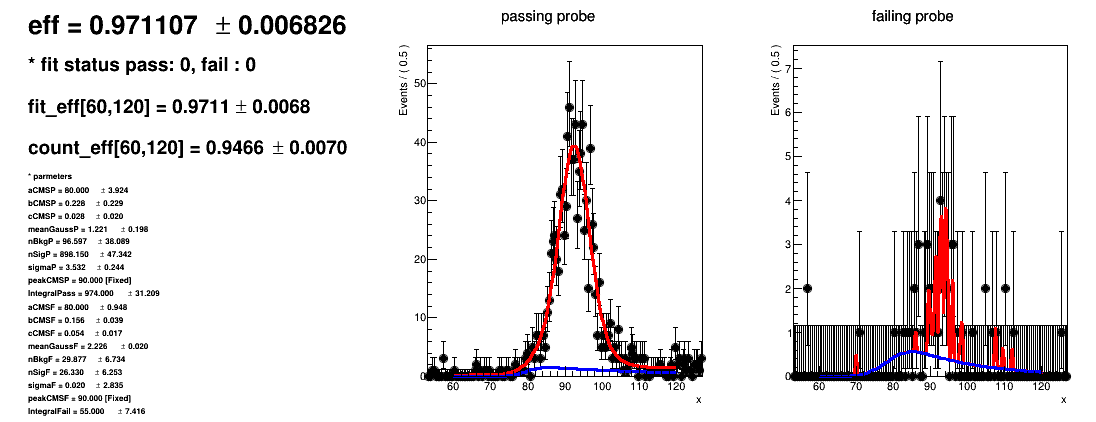 eff = 0.971107 ± 0.006826
* fit status pass: 0, fail : 0
fit_eff[60,120] = 0.9711 ± 0.0068
count_eff[60,120] = 0.9466 ± 0.0070
* parmeters
aCMSP = 80.000 ± 3.924
bCMSP = 0.228 ± 0.229
cCMSP = 0.028 ± 0.020
meanGaussP = 1.221 ± 0.198
nBkgP = 96.597 ± 38.089
nSigP = 898.150 ± 47.342
sigmaP = 3.532 ± 0.244
peakCMSP = 90.000 [Fixed]
IntegralPass = 974.000 ± 31.209
aCMSF = 80.000 ± 0.948
bCMSF = 0.156 ± 0.039
cCMSF = 0.054 ± 0.017
meanGaussF = 2.226 ± 0.020
nBkgF = 29.877 ± 6.734
nSigF = 26.330 ± 6.253
sigmaF = 0.020 ± 2.835
peakCMSF = 90.000 [Fixed]
IntegralFail = 55.000 ± 7.416
passing probe
Events / ( 0.5 )
50
40
30
20
10
0
60 70 80 90 100 110 120
x
failing probe
Events / ( 0.5 )
7
6
5
4
3
2
1
0
60 70 80 90 100 110 120
x